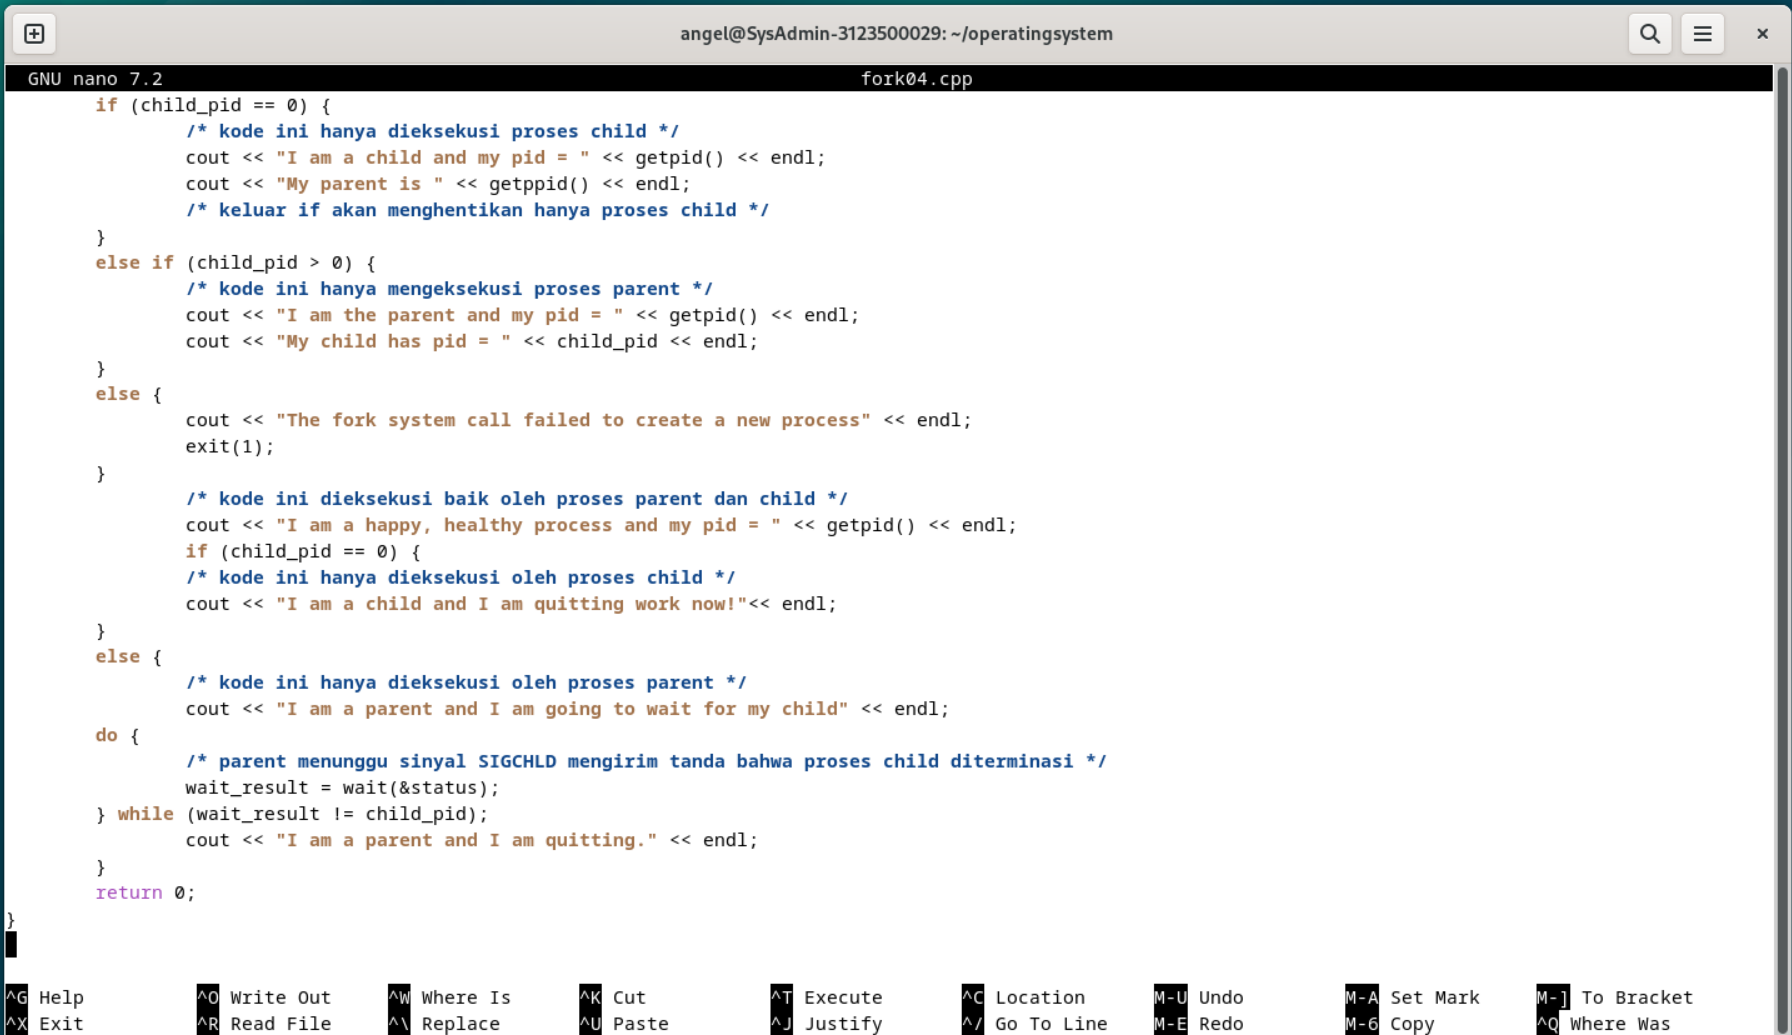 angel@SysAdmin-3123500029: ~/operatingsystem
GNU nano 7.2 fork04.cpp
if (child_pid == 0) {
/* kode ini hanya dieksekusi proses child */
cout << "I am a child and my pid = " << getpid() << endl;
cout << "My parent is " << getppid() << endl;
/* keluar if akan menghentikan hanya proses child */
}
else if (child_pid > 0) {
/* kode ini hanya mengeksekusi proses parent */
cout << "I am the parent and my pid = " << getpid() << endl;
cout << "My child has pid = " << child_pid << endl;
}
else {
cout << "The fork system call failed to create a new process" << endl;
exit(1);
}
/* kode ini dieksekusi baik oleh proses parent dan child */
cout << "I am a happy, healthy process and my pid = " << getpid() << endl;
if (child_pid == 0) {
/* kode ini hanya dieksekusi oleh proses child */
cout << "I am a child and I am quitting work now!"<< endl;
}
else {
/* kode ini hanya dieksekusi oleh proses parent */
cout << "I am a parent and I am going to wait for my child" << endl;
do {
/* parent menunggu sinyal SIGCHLD mengirim tanda bahwa proses child diterminasi */
wait_result = wait(&status);
} while (wait_result != child_pid);
cout << "I am a parent and I am quitting." << endl;
}
return 0;
}
^G Help ^O Write Out ^W Where Is ^K Cut ^T Execute ^C Location M-U Undo M-A Set Mark M-] To Bracket
^X Exit ^R Read File ^\ Replace ^U Paste ^J Justify ^/ Go To Line M-E Redo M-6 Copy ^Q Where Was